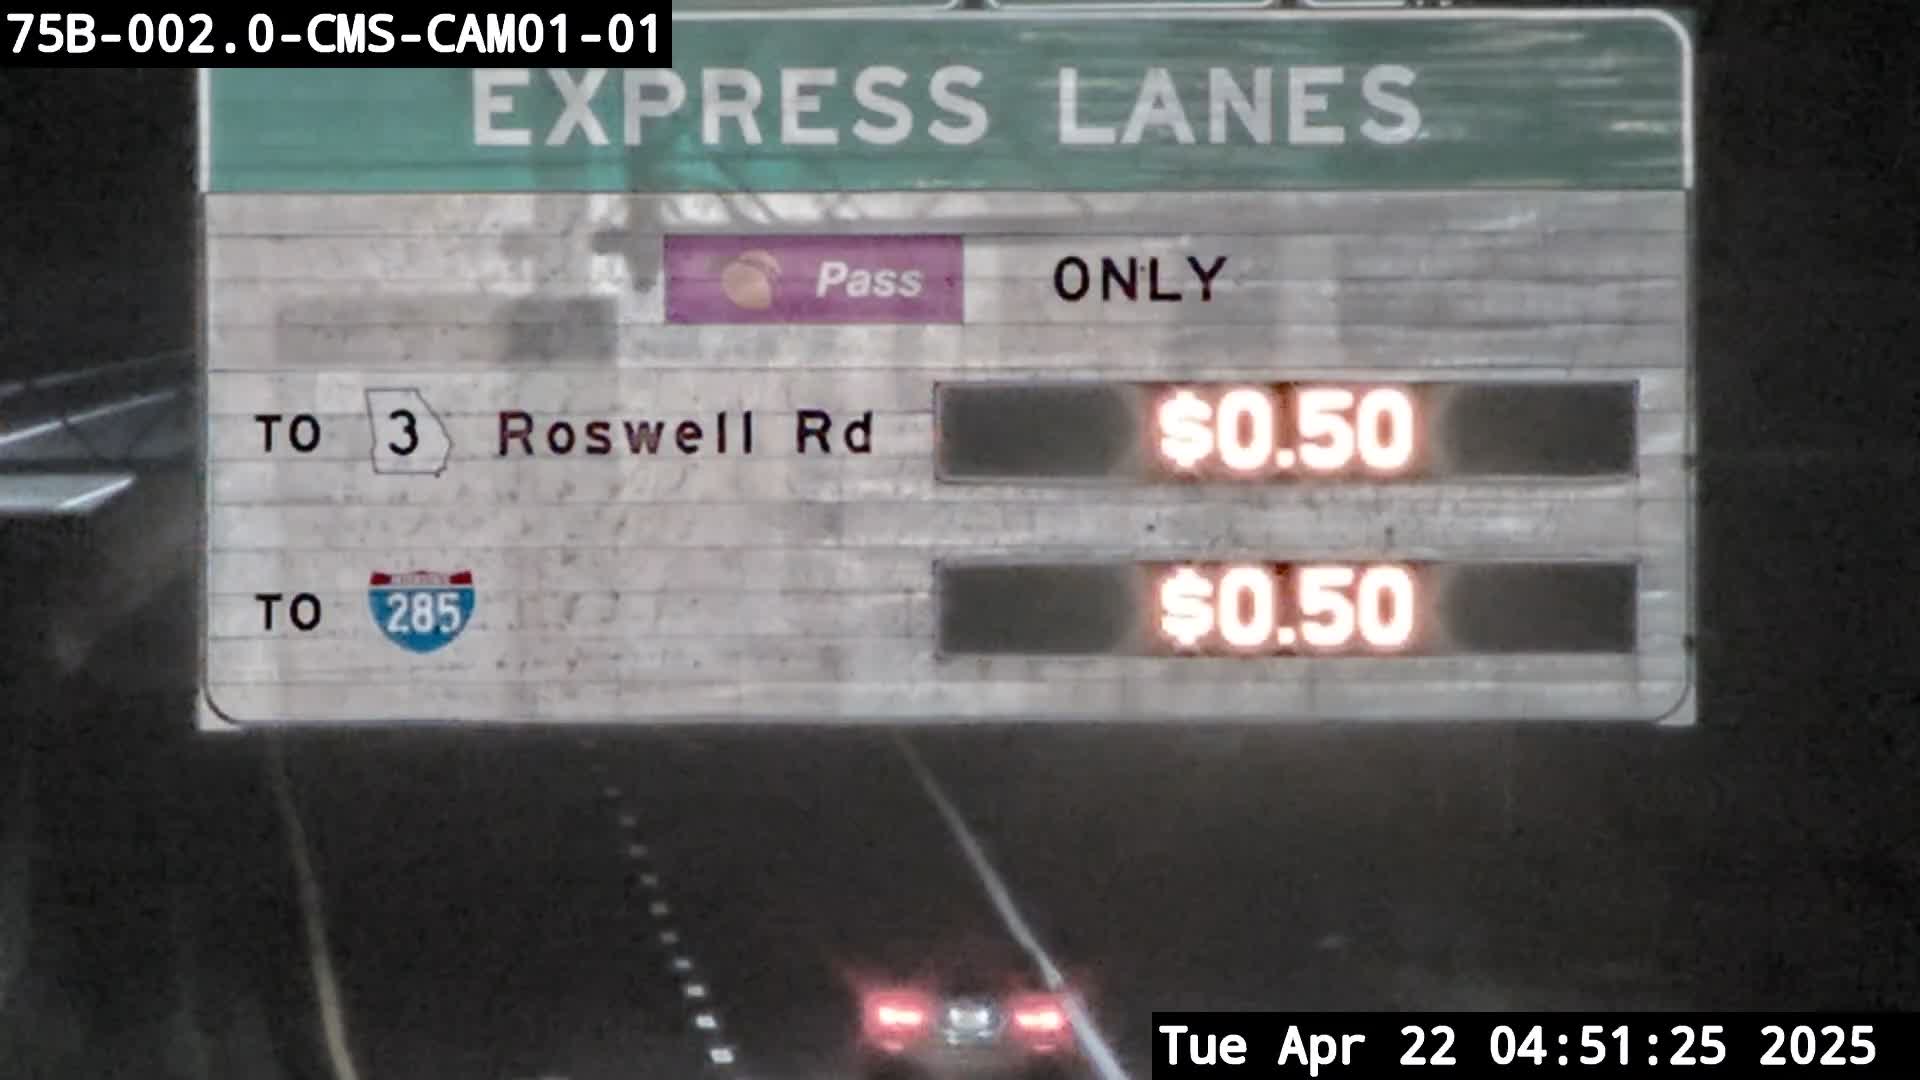 75B-002.0-CMS-CAM01-01
EXPRESS LANES
Pass ONLY
TO 3 Roswell Rd $0.50
TO 285 $0.50
Tue Apr 22 04:51:25 2025